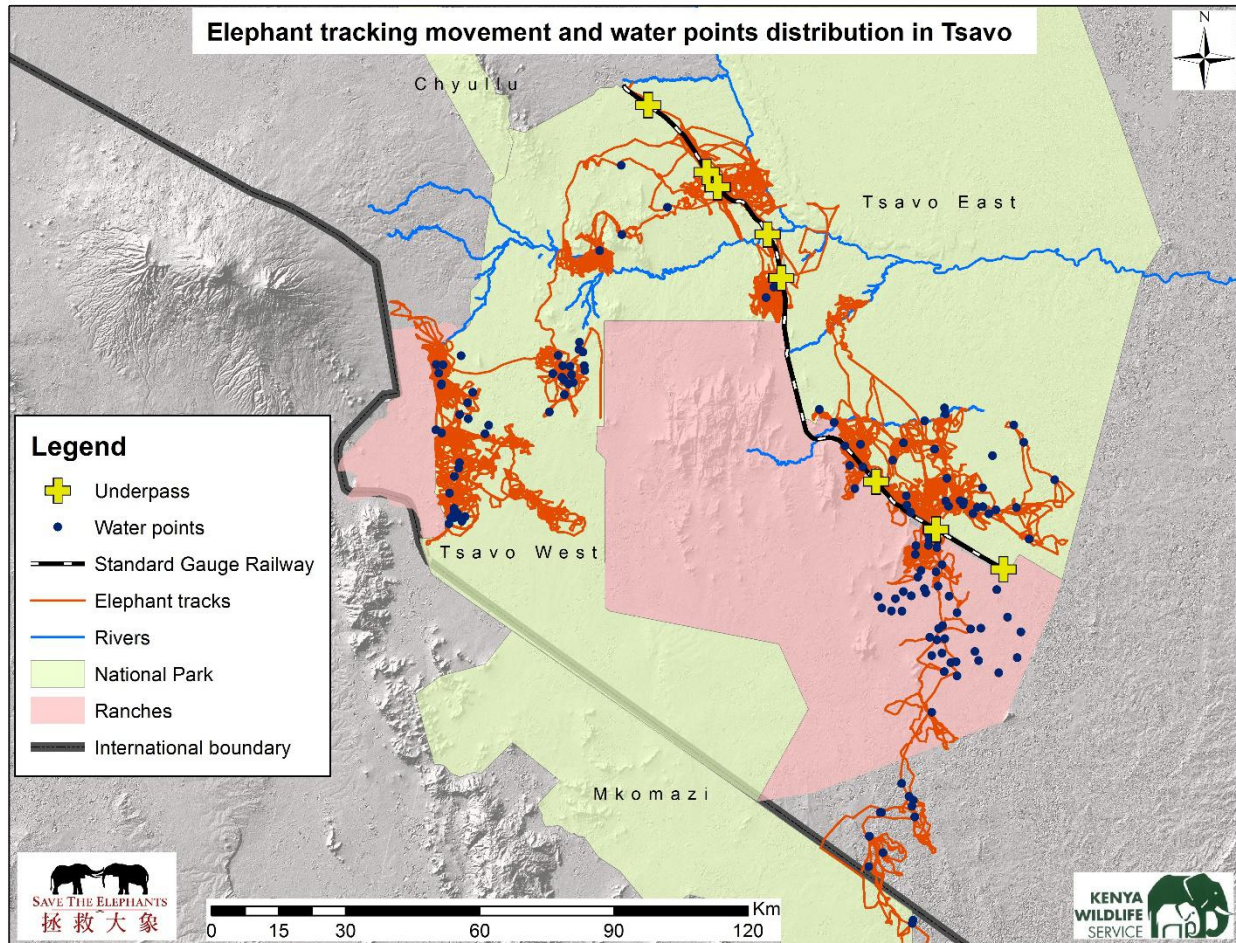 Elephant tracking movement and water points distribution in Tsavo
N
Chyullu
Tsavo East
Legend
Underpass
Water points
Standard Gauge Railway
Elephant tracks
Rivers
National Park
Ranches
International boundary
Tsavo West
Mkomazi
SAVE THE ELEPHANTS
拯救大象
Km
0 15 30 60 90 120
KENYA
WILDLIFE
SERVICE